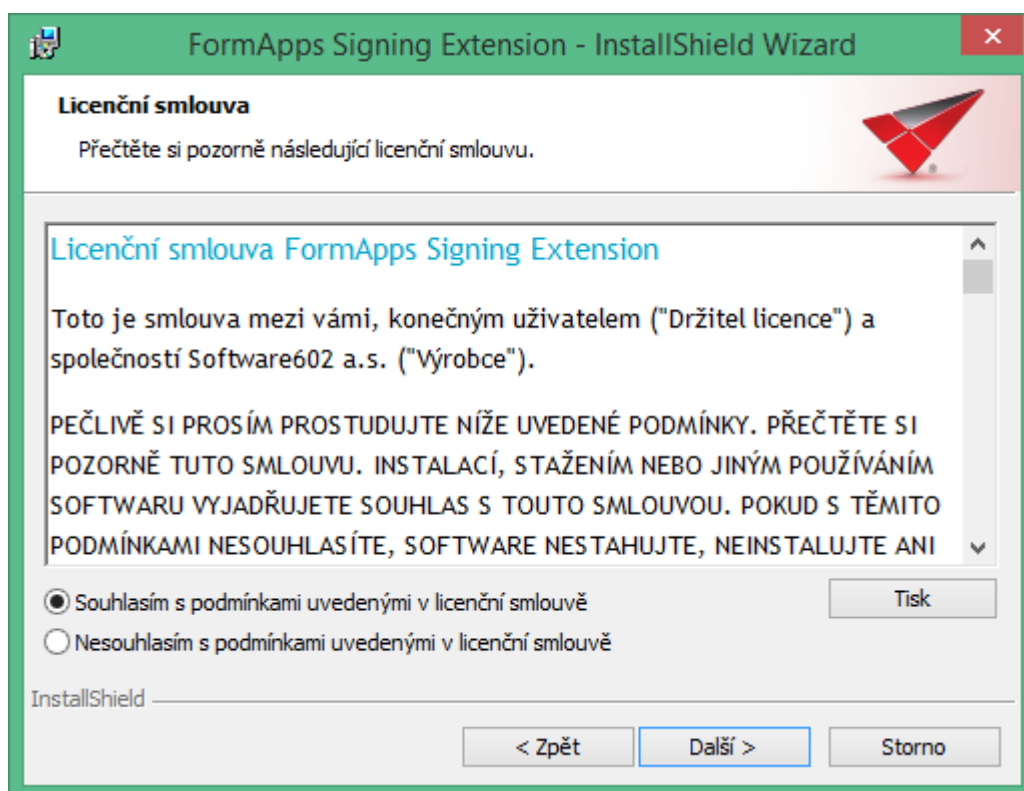 FormApps Signing Extension - InstallShield Wizard
Licenční smlouva
Přečtěte si pozorně následující licenční smlouvu.
Licenční smlouva FormApps Signing Extension
Toto je smlouva mezi vámi, konečným uživatelem ("Držitel licence") a
společností Software602 a.s. ("Výrobce").
PEČLIVĚ SI PROSÍM PROSTUDUJTE NÍŽE UVEDENÉ PODMÍNKY. PŘEČTĚTE SI
POZORNĚ TUTO SMLOUVU. INSTALACÍ, STAŽENÍM NEBO JINÝM POUŽÍVÁNÍM
SOFTWARU VYJADŘUJETE SOUHLAS S TOUTO SMLOUVOU. POKUD S TĚMITO
PODMÍNKAMI NESOUHLASÍTE, SOFTWARE NESTAHUJTE, NEINSTALUJTE ANI
Souhlasím s podmínkami uvedenými v licenční smlouvě
Tisk
Nesouhlasím s podmínkami uvedenými v licenční smlouvě
InstallShield
< Zpět
Další >
Storno